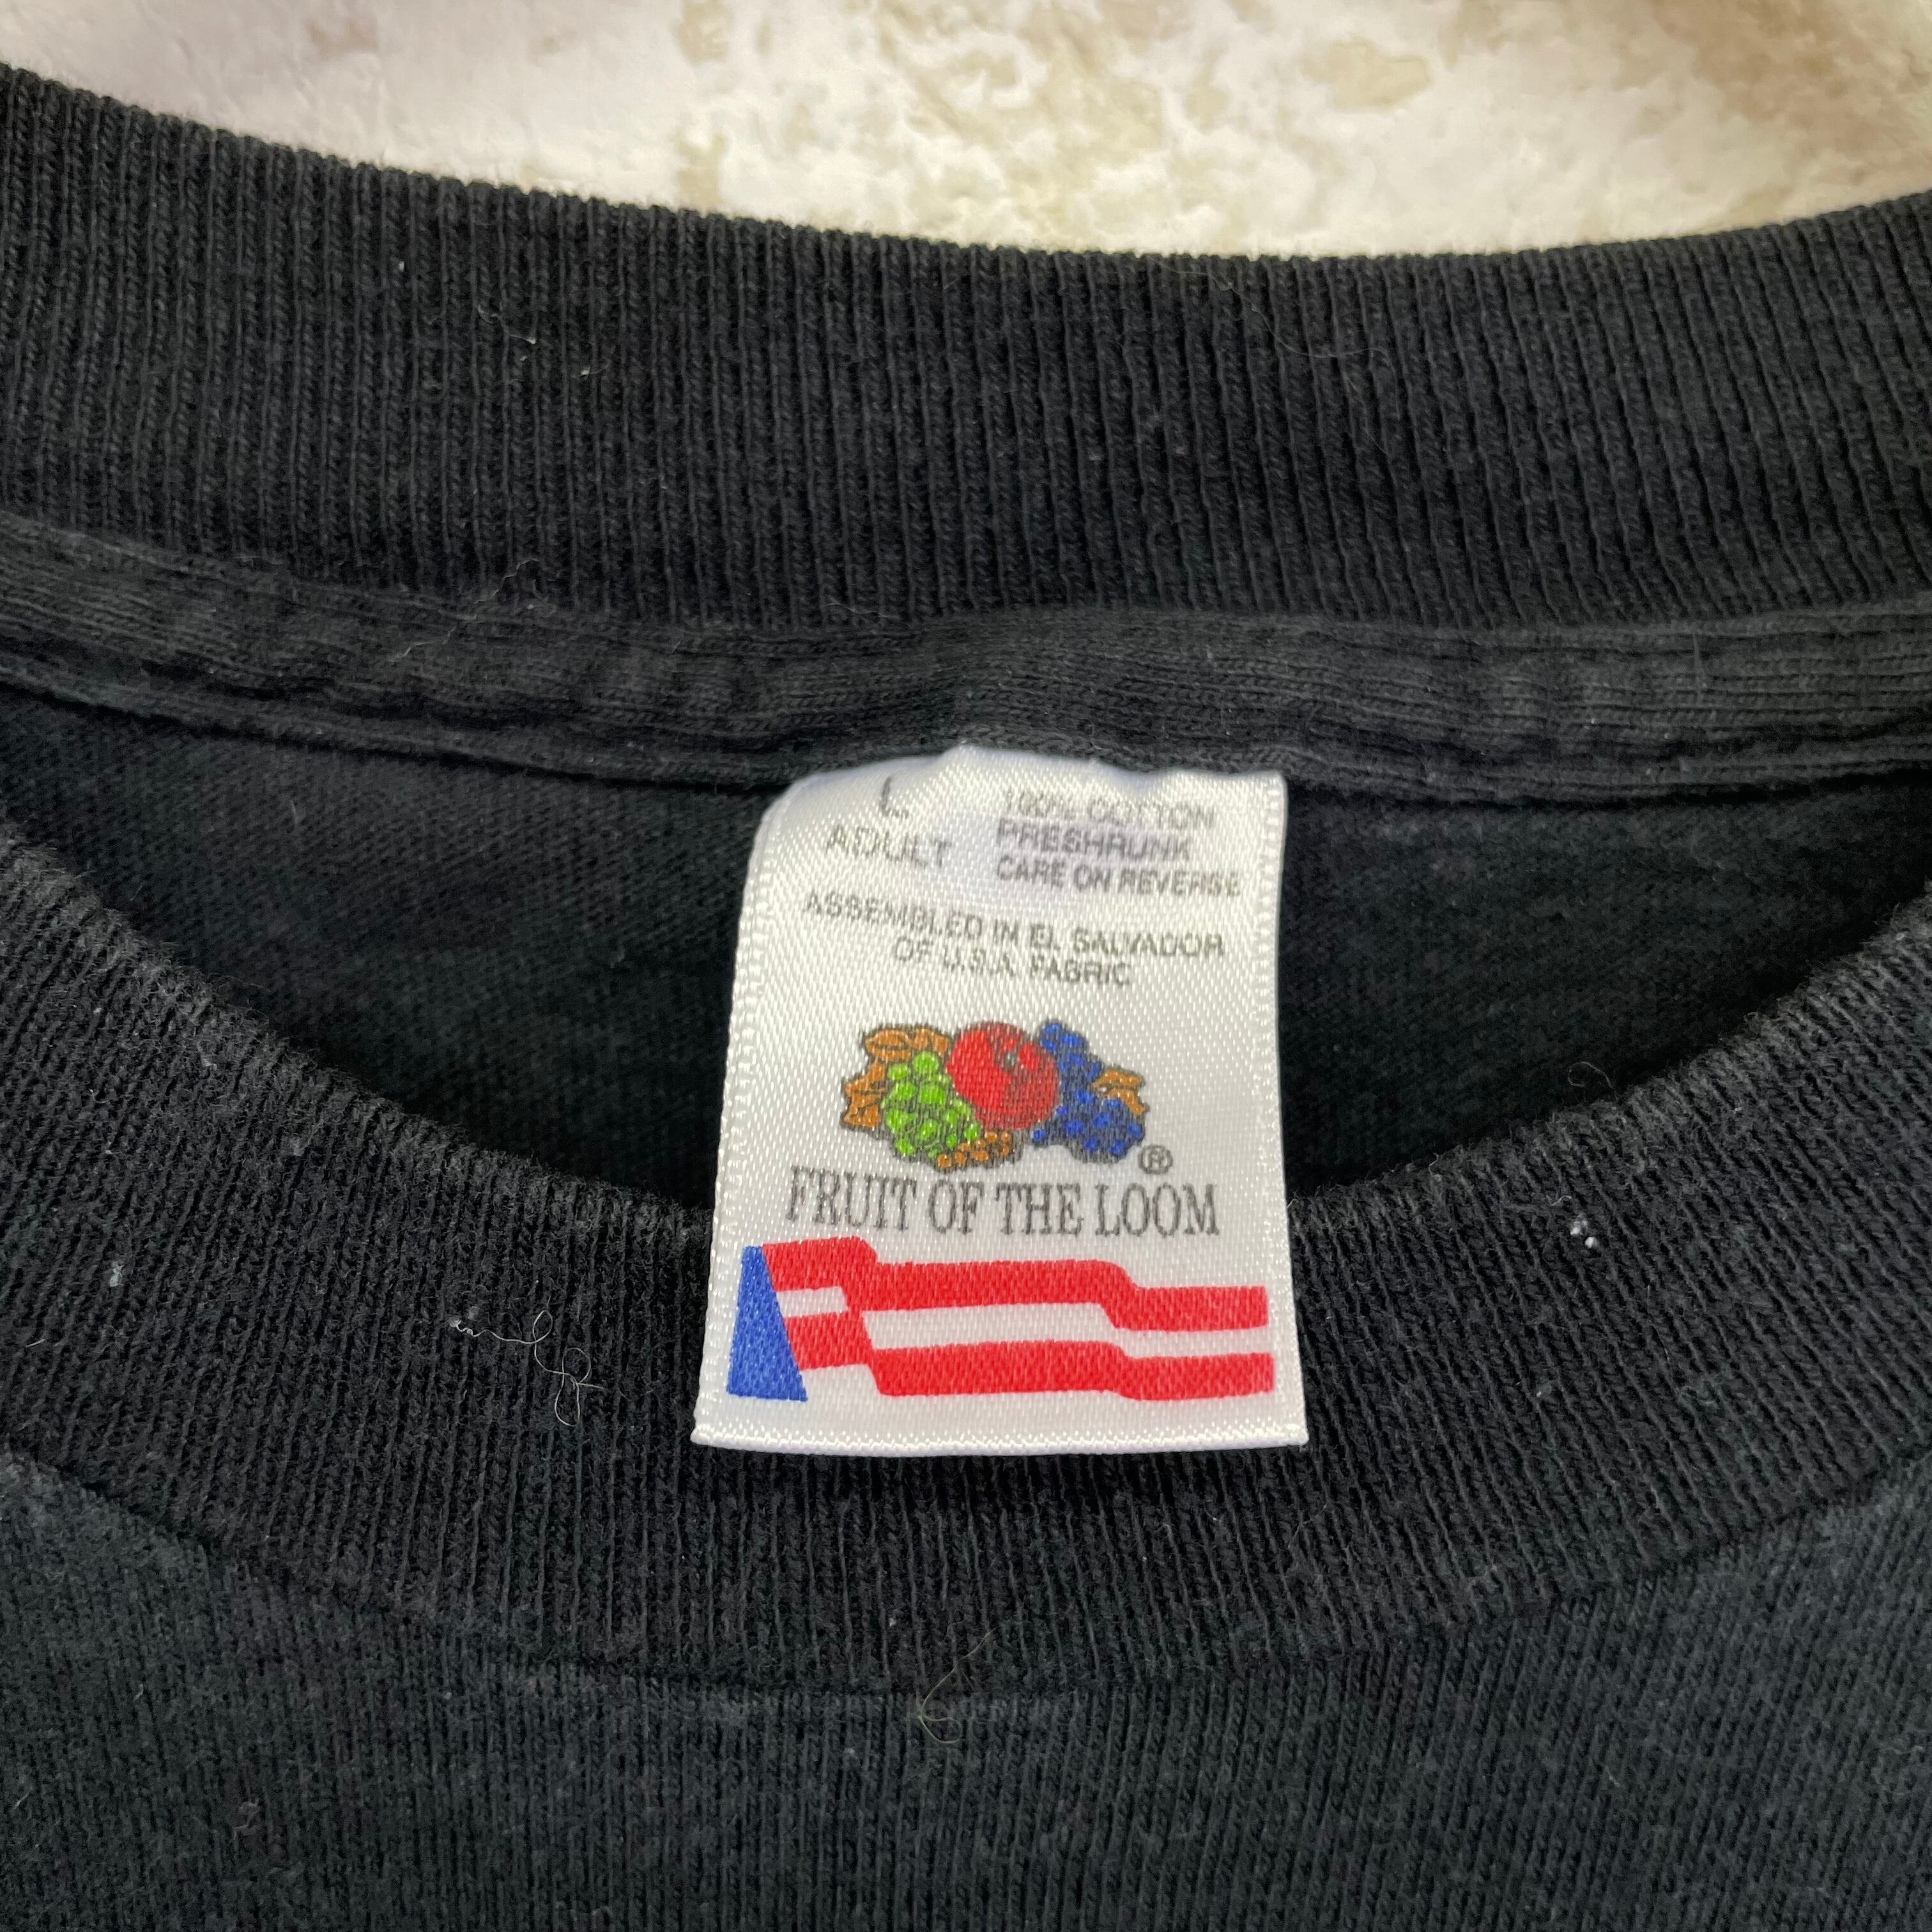 L
ADULT
100% COTTON
PRESHRUNK
CARE ON REVERSE
ASSEMBLED IN EL SALVADOR
OF U.S.A. FABRIC
®
FRUIT OF THE LOOM